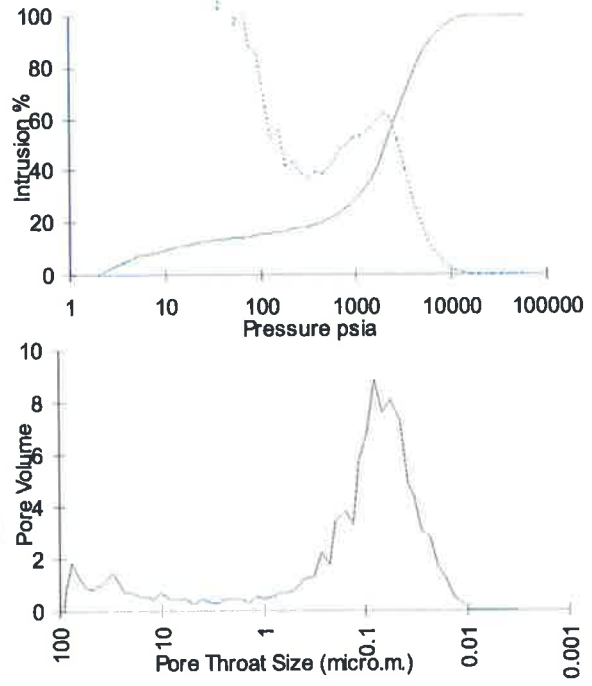 100
80
60
40
20
0
Intrusion %
1 10 100 1000 10000 100000
Pressure psia
10
8
6
4
2
0
Pore Volume
100 10 1 0.1 0.01 0.001
Pore Throat Size (micro.m.)